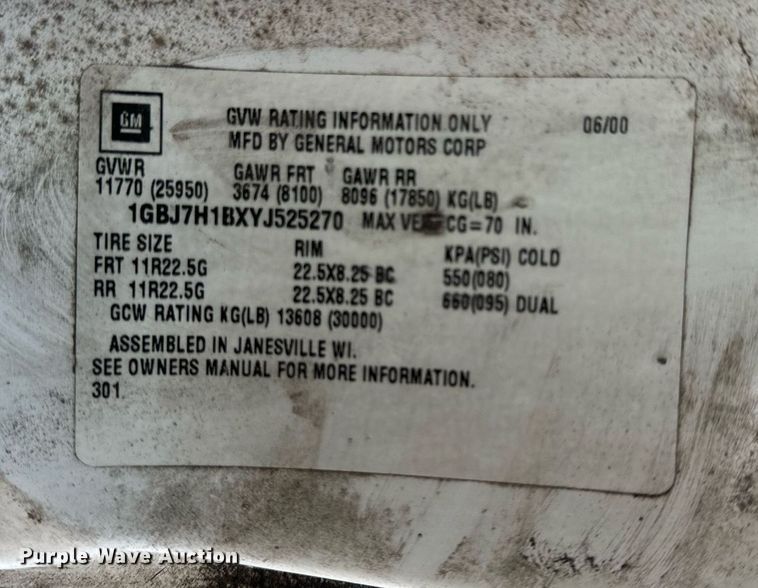 GM
GVW RATING INFORMATION ONLY 06/00
MFD BY GENERAL MOTORS CORP
GVWR GAWR FRT GAWR RR
11770 (25950) 3674 (8100) 8096 (17850) KG(LB)
1GBJ7H1BXYJ525270 MAX CG=70 IN.
TIRE SIZE RIM KPA(PSI) COLD
FRT 11R22.5G 22.5X8.25 BC 550(080)
RR 11R22.5G 22.5X8.25 BC 660(095) DUAL
GCW RATING KG(LB) 13608 (30000)
ASSEMBLED IN JANESVILLE WI.
SEE OWNERS MANUAL FOR MORE INFORMATION.
301
Purple Wave Auction